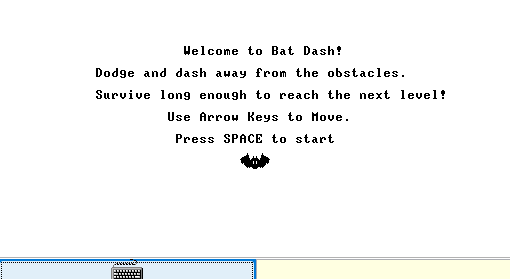 Welcome to Bat Dash!
Dodge and dash away from the obstacles.
Survive long enough to reach the next level!
Use Arrow Keys to Move.
Press SPACE to start